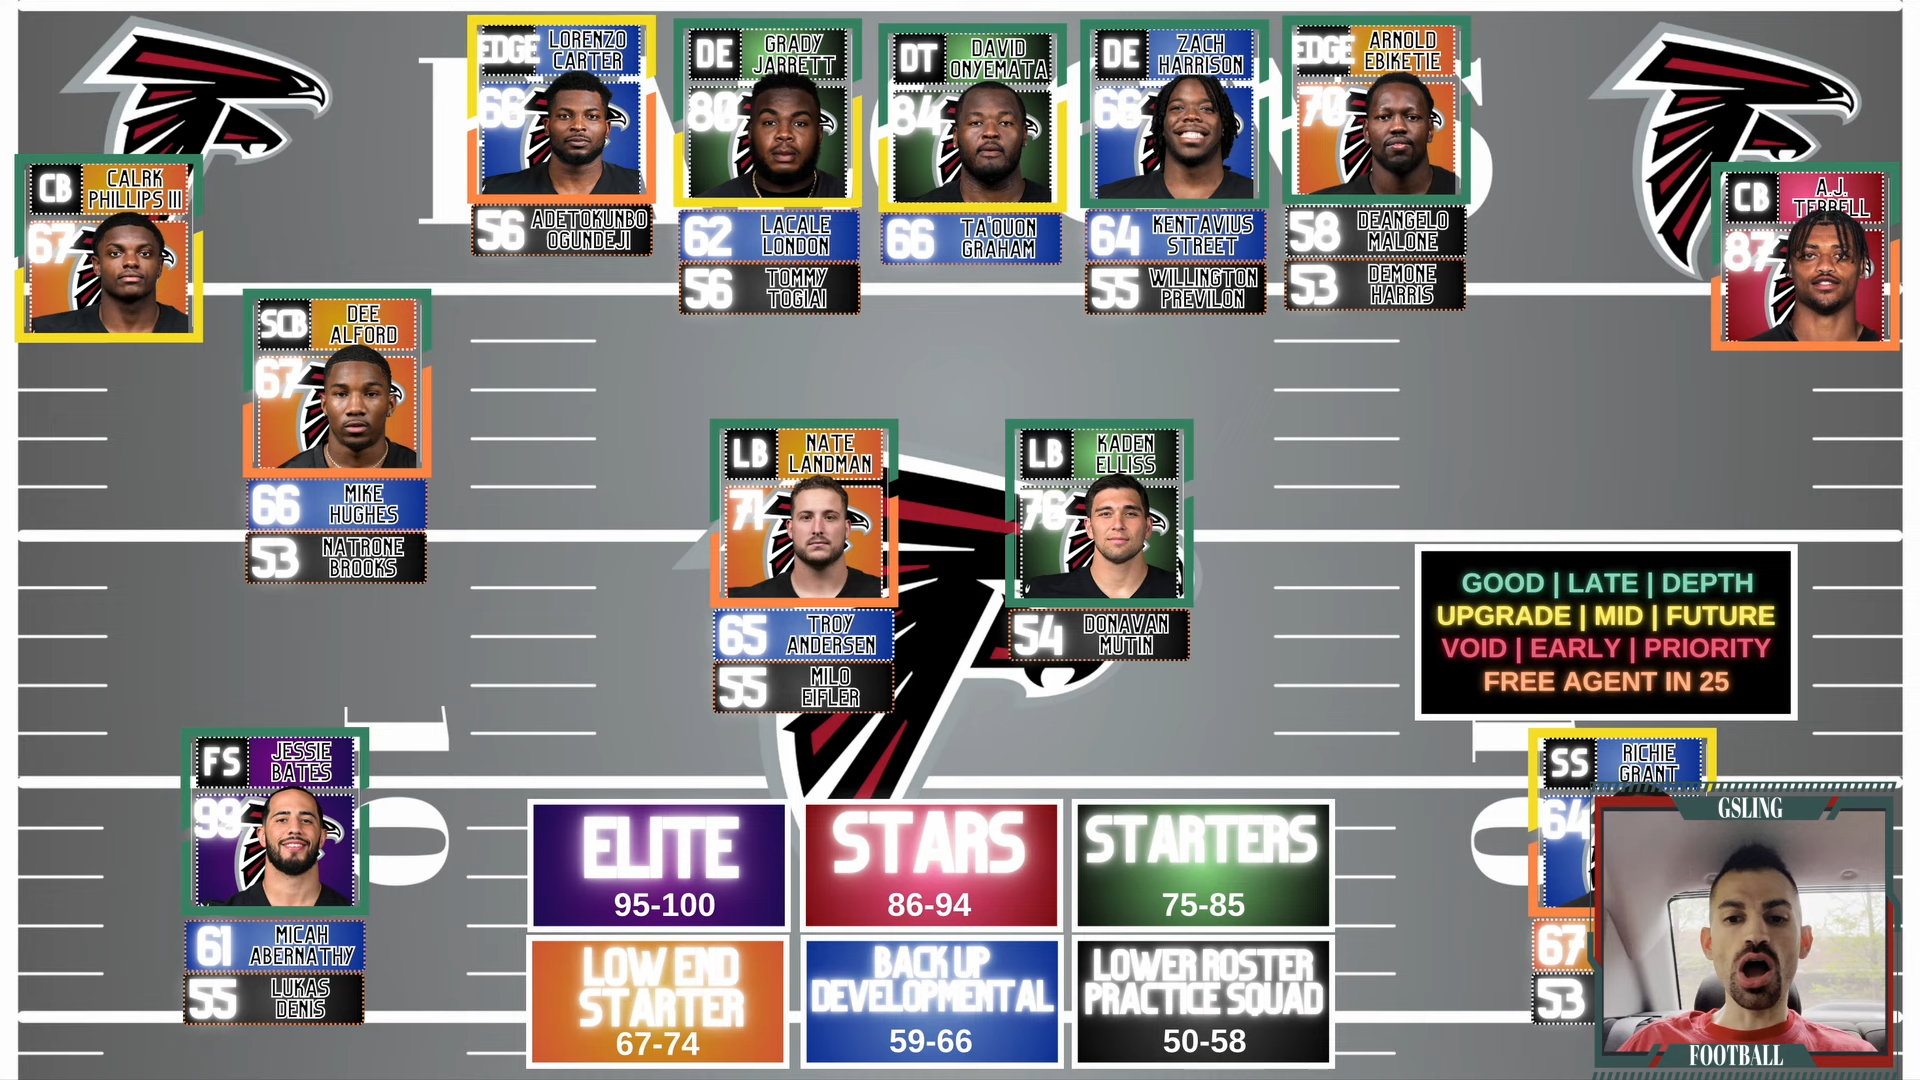 EDGE
LORENZO
CARTER
66
56
ADETOKUNBO
OGUNDEJI
DE
GRADY
JARRETT
80
62
LACALE
LONDON
56
TOMMY
TOGIAI
DT
DAVID
ONYEMATA
84
66
TA'QUON
GRAHAM
DE
ZACH
HARRISON
66
64
KENTAVIUS
STREET
55
WILLINGTON
PREVILON
EDGE
ARNOLD
EBIKETIE
70
58
DEANGELO
MALONE
53
DEMONE
HARRIS
CB
CALRK
PHILLIPS III
67
CB
A.J.
TERRELL
87
SCB
DEE
ALFORD
67
66
MIKE
HUGHES
53
NATRONE
BROOKS
LB
NATE
LANDMAN
71
65
TROY
ANDERSEN
55
MILO
EIFLER
LB
KADEN
ELLISS
76
54
DONAVAN
MUTIN
GOOD | LATE | DEPTH
UPGRADE | MID | FUTURE
VOID | EARLY | PRIORITY
FREE AGENT IN 25
FS
JESSIE
BATES
99
61
MICAH
ABERNATHY
55
LUKAS
DENIS
SS
RICHIE
GRANT
64
67
53
ELITE
95-100
STARS
86-94
STARTERS
75-85
LOW END
STARTER
67-74
BACK UP
DEVELOPMENTAL
59-66
LOWER ROSTER
PRACTICE SQUAD
50-58
GSLING
FOOTBALL